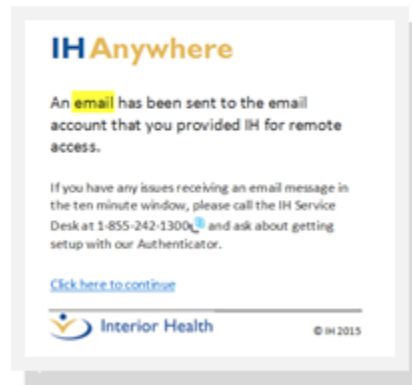 IH Anywhere
An email has been sent to the email
account that you provided IH for remote
access.
If you have any issues receiving an email message in
the ten minute window, please call the IH Service
Desk at 1-855-242-1300 and ask about getting
setup with our Authenticator.
Click here to continue
Interior Health
© IH 2015